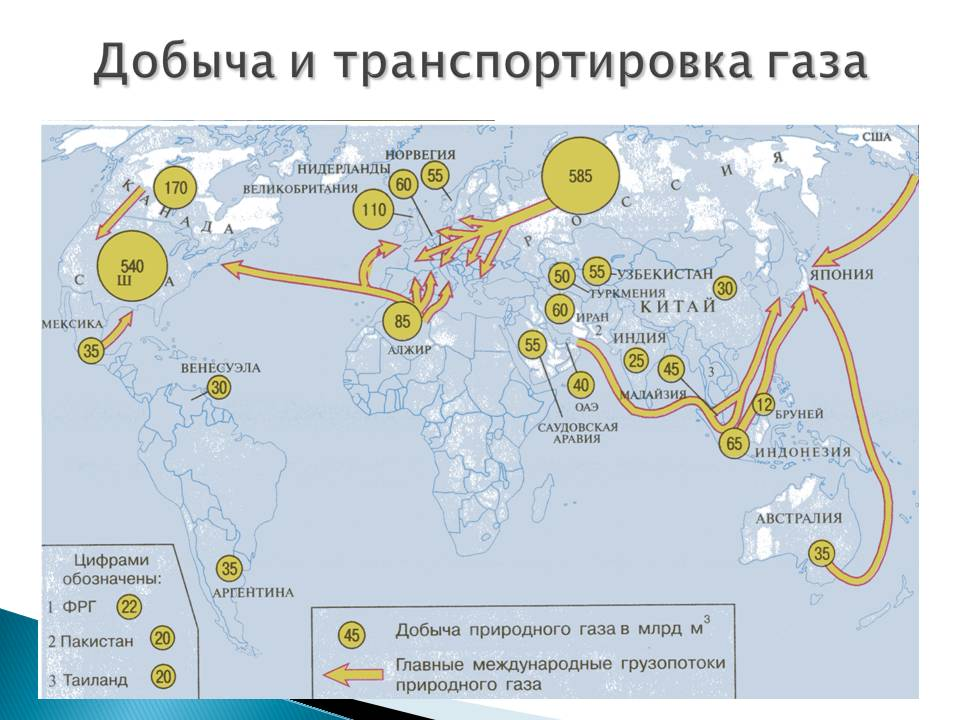 Добыча и транспортировка газа
США
НОРВЕГИЯ
НИДЕРЛАНДЫ
ВЕЛИКОБРИТАНИЯ
55
60
110
585
170
КАНАДА
РОССИЯ
540
США
50
55
УЗБЕКИСТАН
ТУРКМЕНИЯ
30
КИТАЙ
ЯПОНИЯ
МЕКСИКА
35
85
АЛЖИР
60
ИРАН
2
ИНДИЯ
55
25
45
3
ВЕНЕСУЭЛА
30
40
ОАЭ
МАЛАЙЗИЯ
12
БРУНЕЙ
САУДОВСКАЯ
АРАВИЯ
65
ИНДОНЕЗИЯ
АВСТРАЛИЯ
35
35
АРГЕНТИНА
Цифрами
обозначены:
1 ФРГ 22
2 Пакистан 20
3 Таиланд 20
45 Добыча природного газа в млрд м³
Главные международные грузопотоки
природного газа